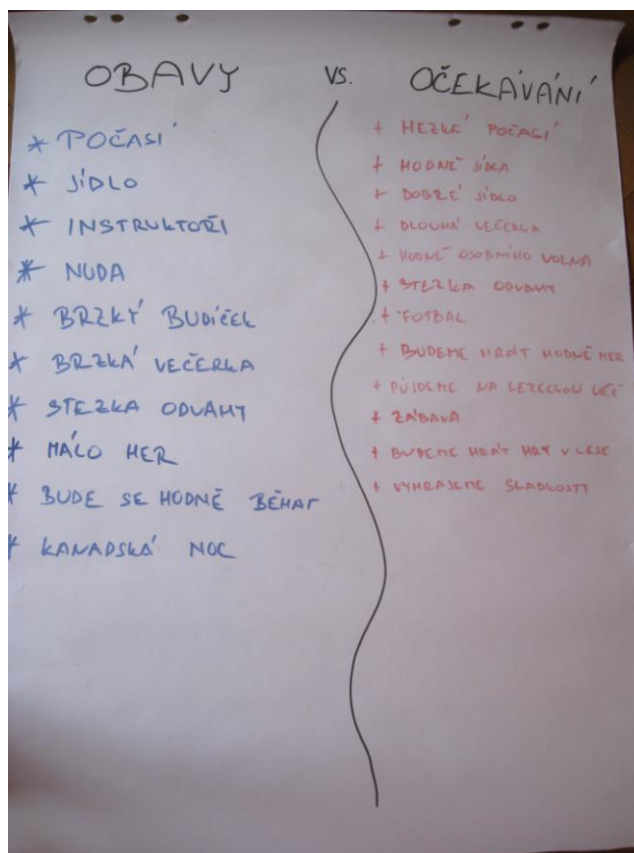 OBAVY VS. OČEKÁVÁNÍ
* POČASÍ
* JÍDLO
* INSTRUKTOŘI
* NUDA
* BRZKÝ BUDÍČEK
* BRZKÁ VEČERKA
* STEZKA ODVAHY
* MÁLO HER
* BUDE SE HODNĚ BĚHAT
* KANADSKÁ NOC
+ HEZKÉ POČASÍ
+ HODNĚ JÍDLA
+ DOBRÉ JÍDLO
+ DLOUHÁ VEČERKA
+ HODNĚ OSOBNÍHO VOLNA
+ STEZKA ODVAHY
+ FOTBAL
+ BUDEME HRÁT HODNĚ HER
+ PŮJDEME NA LEZECKOU VĚŽ
+ ZÁBAVA
+ BUDEME HRÁT HRY V LESE
+ VYHRAJEME SLADKOSTI